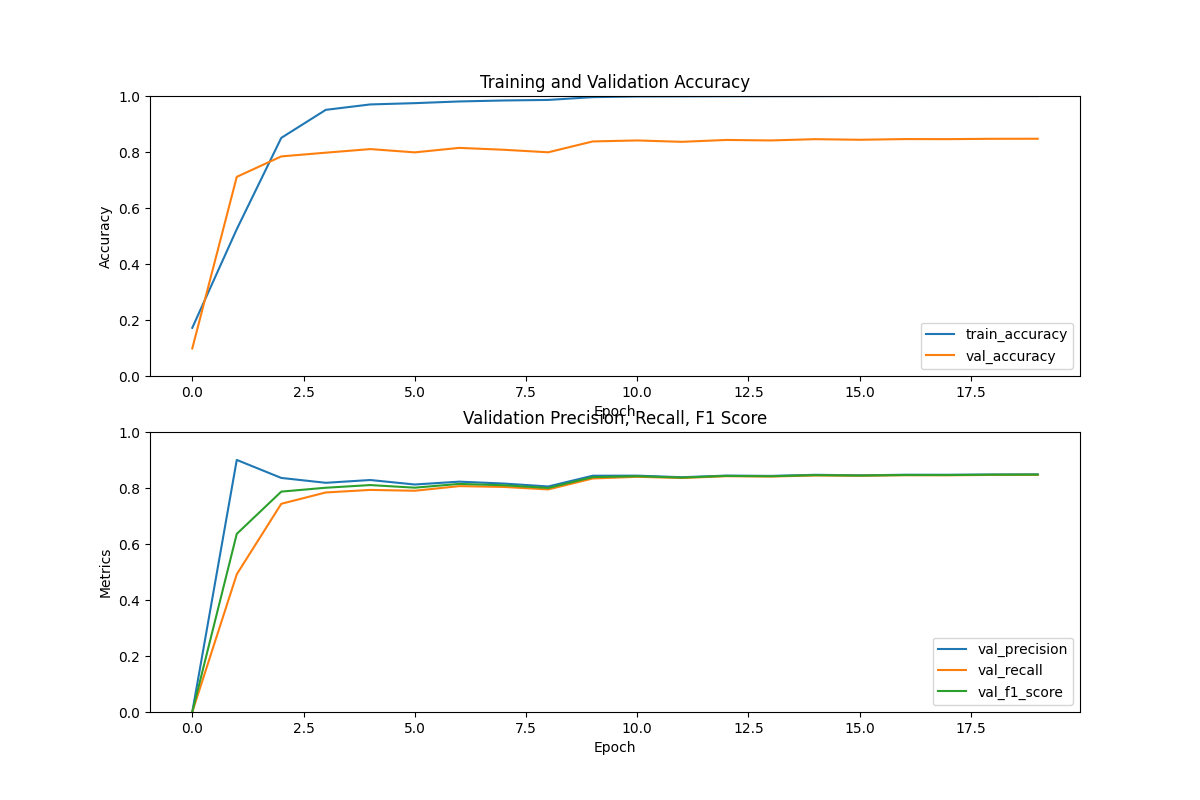 Training and Validation Accuracy
1.0
0.8
0.6
0.4
0.2
0.0
Accuracy
train_accuracy
val_accuracy
0.0 2.5 5.0 7.5 10.0 12.5 15.0 17.5
Epoch
Validation Precision, Recall, F1 Score
1.0
0.8
0.6
0.4
0.2
0.0
Metrics
val_precision
val_recall
val_f1_score
0.0 2.5 5.0 7.5 10.0 12.5 15.0 17.5
Epoch